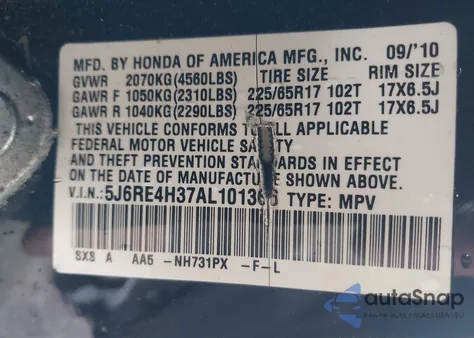 MFD. BY HONDA OF AMERICA MFG., INC. 09/'10
GVWR 2070KG(4560LBS) TIRE SIZE RIM SIZE
GAWR F 1050KG(2310LBS) 225/65R17 102T 17X6.5J
GAWR R 1040KG(2290LBS) 225/65R17 102T 17X6.5J
THIS VEHICLE CONFORMS TO ALL APPLICABLE
FEDERAL MOTOR VEHICLE SAFETY
AND THEFT PREVENTION STANDARDS IN EFFECT
ON THE DATE OF MANUFACTURE SHOWN ABOVE.
V.I.N.: TYPE: MPV
SXS A AA5 -NH731PX -F-L
autoSnap